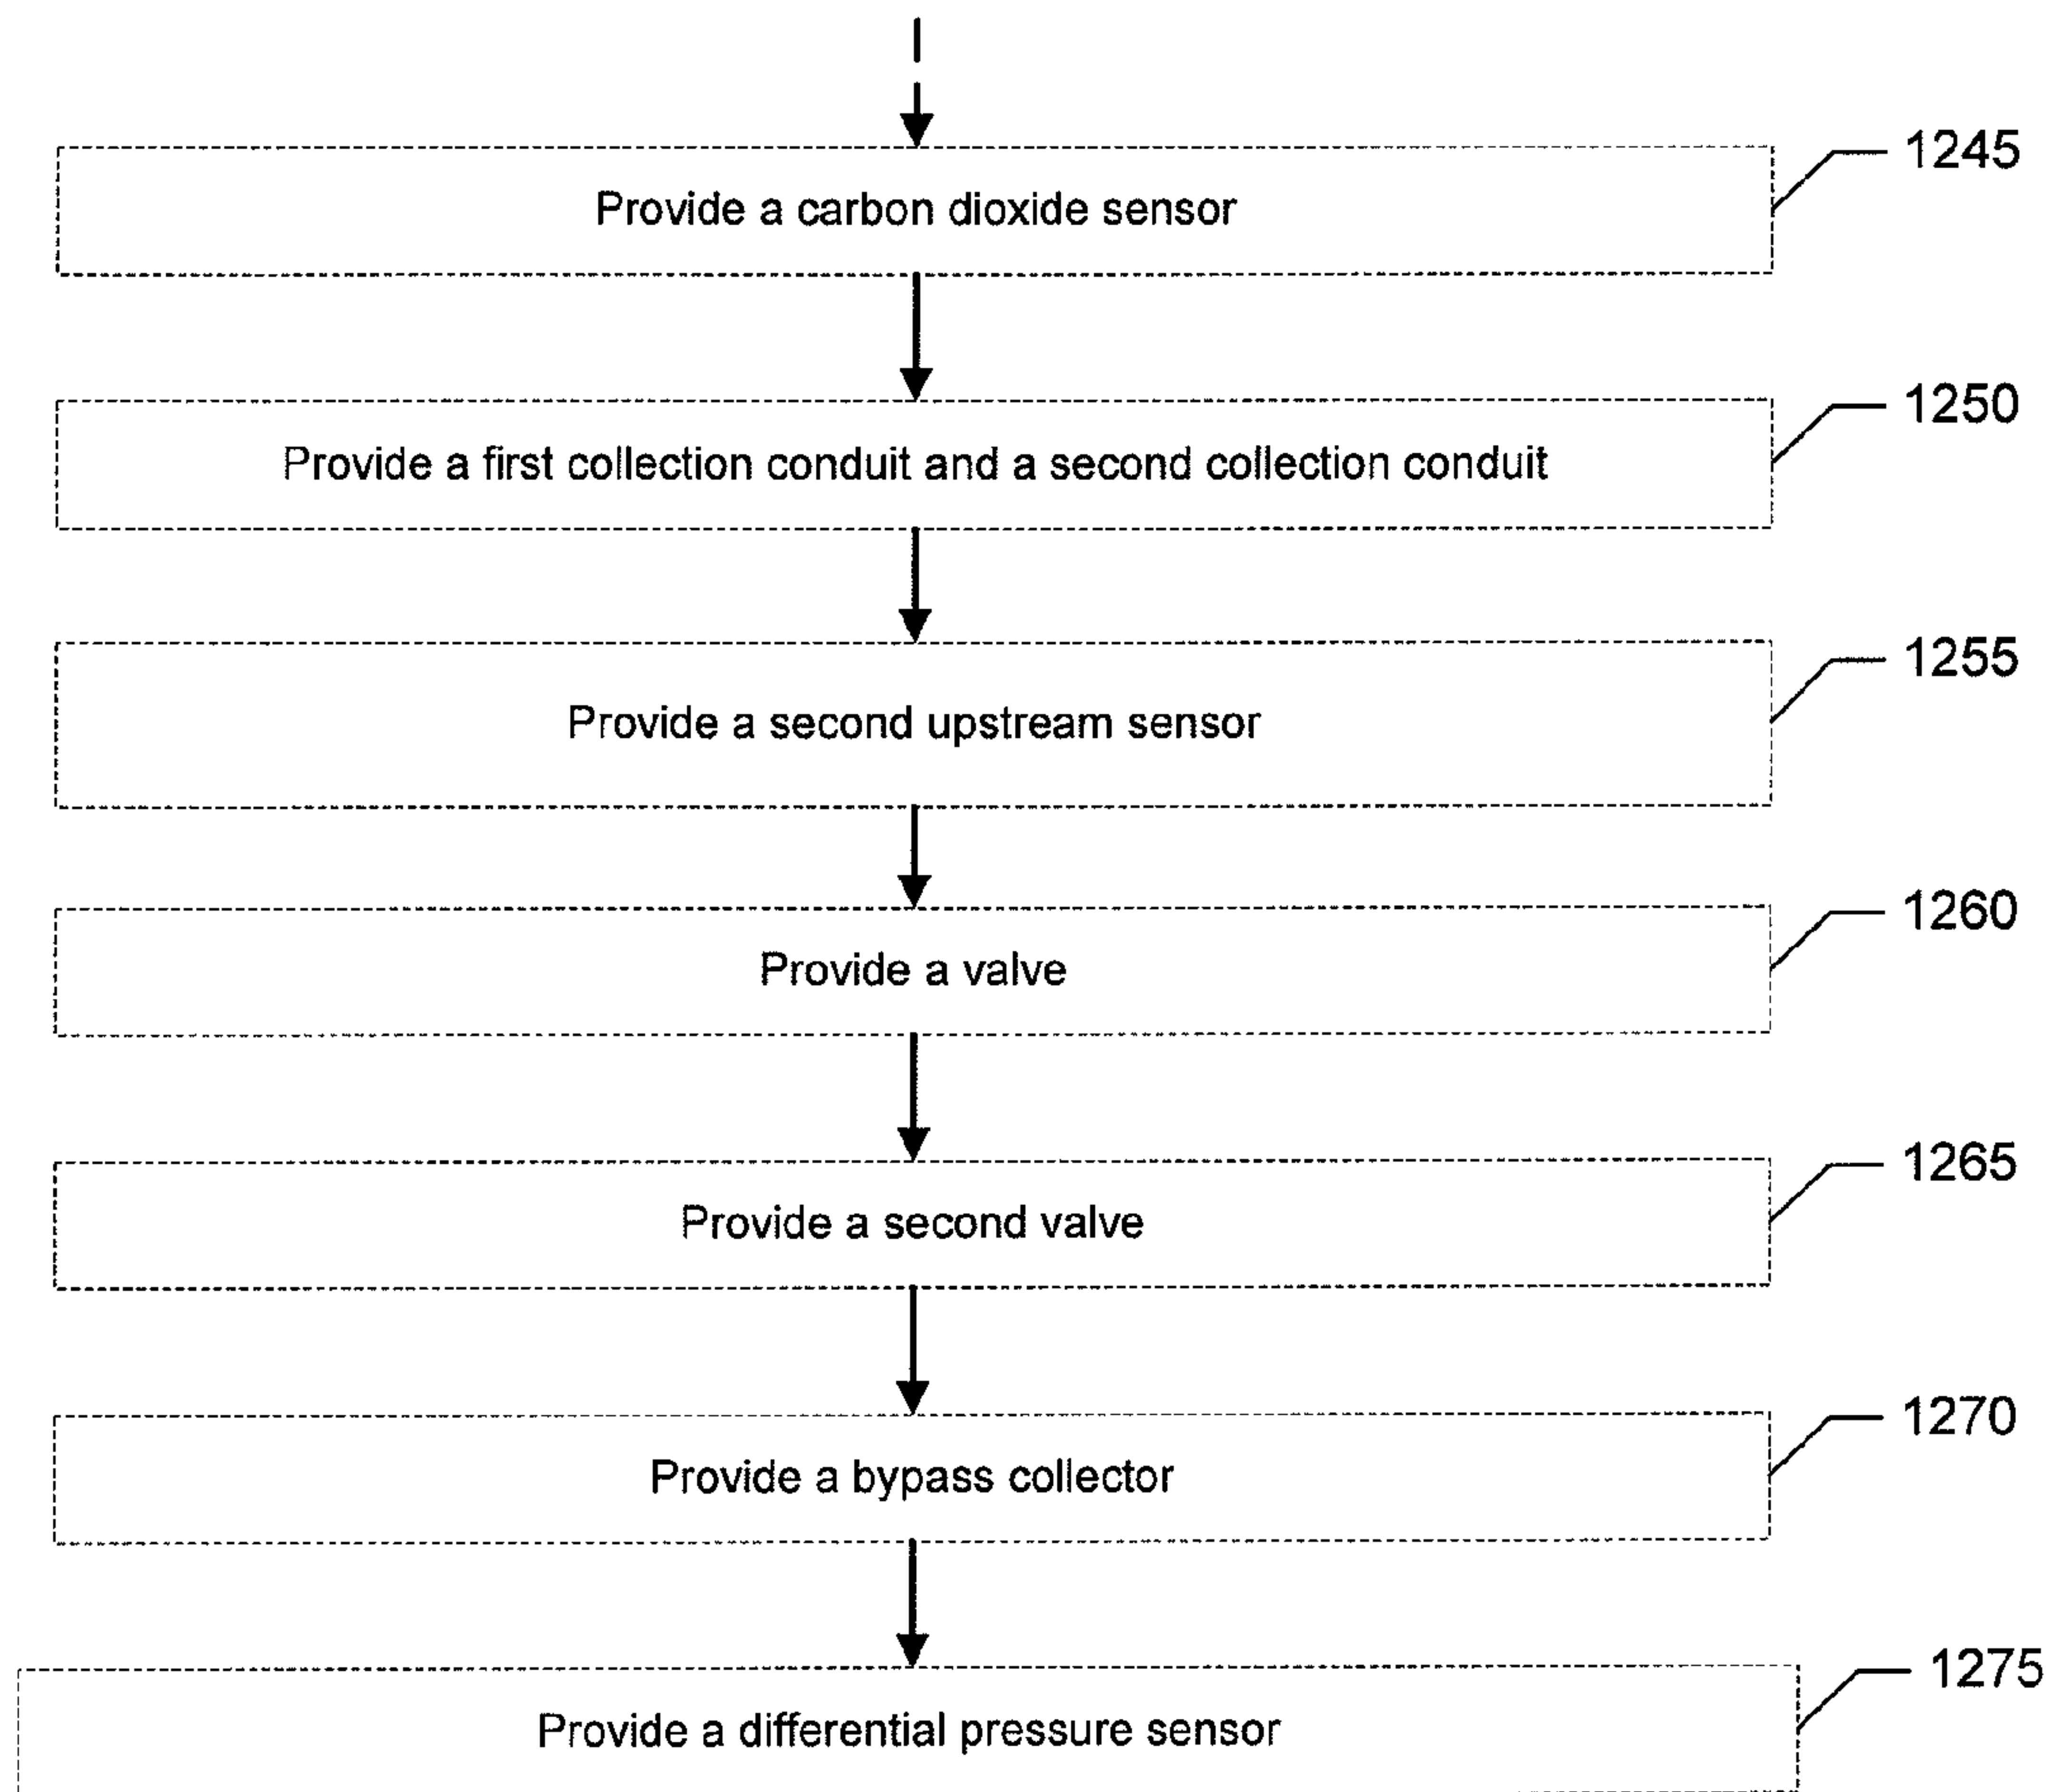 1245
Provide a carbon dioxide sensor
1250
Provide a first collection conduit and a second collection conduit
1255
Provide a second upstream sensor
1260
Provide a valve
1265
Provide a second valve
1270
Provide a bypass collector
1275
Provide a differential pressure sensor